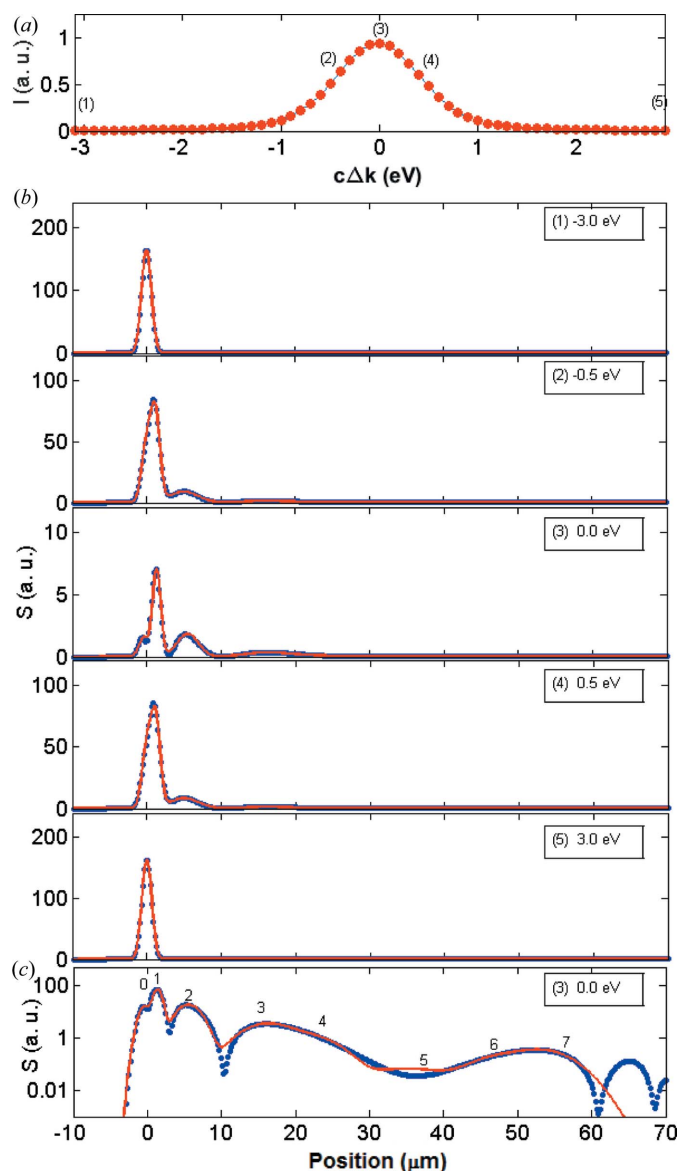 (a)
I (a. u.)
1
0.5
0
(1)
(2)
(3)
(4)
(5)
-3
-2
-1
0
1
2
cΔk (eV)
(b)
200
100
0
(1) -3.0 eV
100
50
0
(2) -0.5 eV
S (a. u.)
10
5
0
(3) 0.0 eV
100
50
0
(4) 0.5 eV
200
100
0
(5) 3.0 eV
(c)
S (a. u.)
100
1
0.01
0 1 2 3 4 5 6 7
(3) 0.0 eV
-10 0 10 20 30 40 50 60 70
Position (μm)